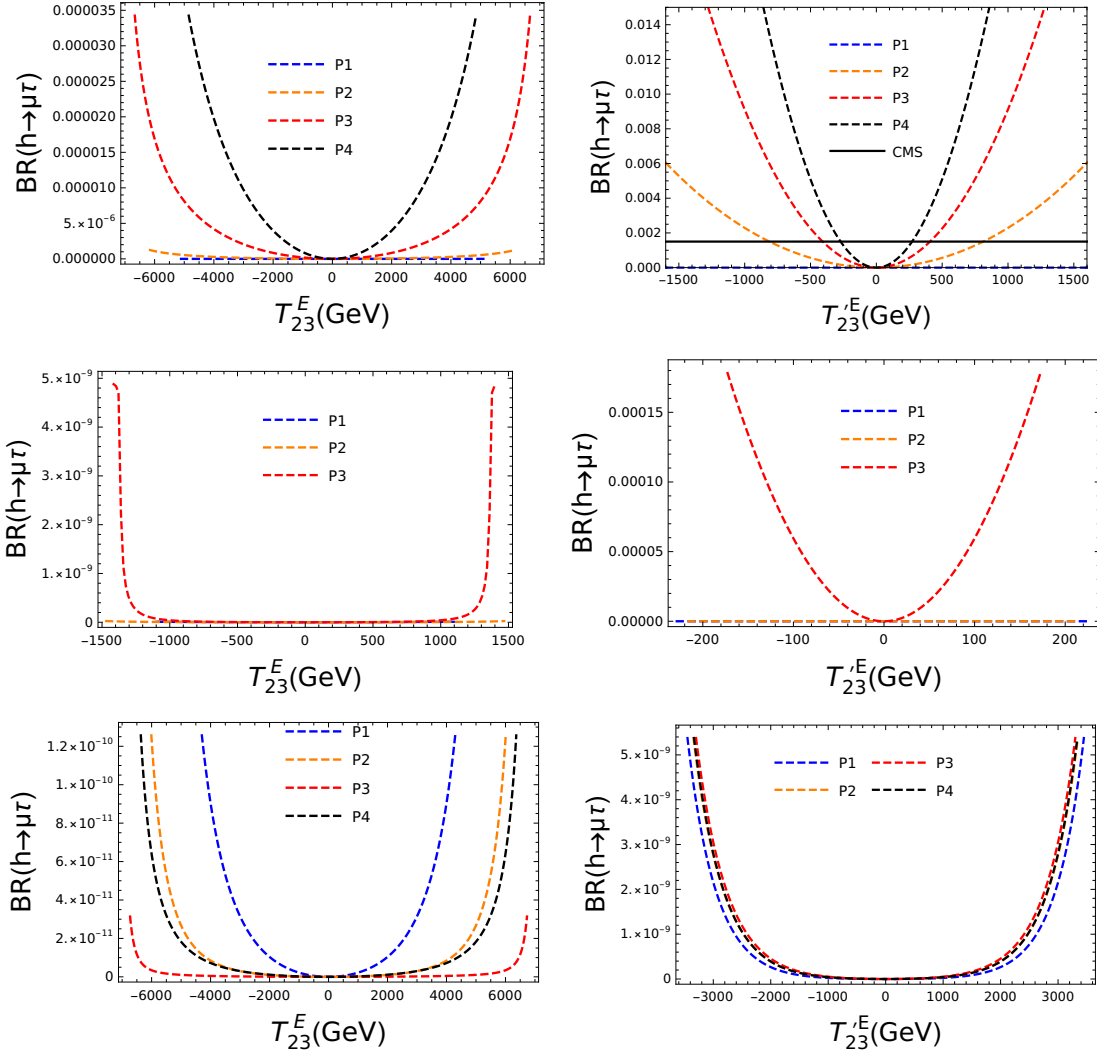 0.000035
0.000030
0.000025
0.000020
0.000015
0.000010
5.×10⁻⁶
0.000000
BR(h→μτ)
P1
P2
P3
P4
−6000 −4000 −2000 0 2000 4000 6000
T₂₃ᴱ(GeV)
0.014
0.012
0.010
0.008
0.006
0.004
0.002
0.000
BR(h→μτ)
P1
P2
P3
P4
CMS
−1500 −1000 −500 0 500 1000 1500
T₂₃′ᴱ(GeV)
5.×10⁻⁹
4.×10⁻⁹
3.×10⁻⁹
2.×10⁻⁹
1.×10⁻⁹
0
BR(h→μτ)
P1
P2
P3
−1500 −1000 −500 0 500 1000 1500
T₂₃ᴱ(GeV)
0.00015
0.00010
0.00005
0.00000
BR(h→μτ)
P1
P2
P3
−200 −100 0 100 200
T₂₃′ᴱ(GeV)
1.2×10⁻¹⁰
1.×10⁻¹⁰
8.×10⁻¹¹
6.×10⁻¹¹
4.×10⁻¹¹
2.×10⁻¹¹
0
BR(h→μτ)
P1
P2
P3
P4
−6000 −4000 −2000 0 2000 4000 6000
T₂₃ᴱ(GeV)
5.×10⁻⁹
4.×10⁻⁹
3.×10⁻⁹
2.×10⁻⁹
1.×10⁻⁹
0
BR(h→μτ)
P1 P3
P2 P4
−3000 −2000 −1000 0 1000 2000 3000
T₂₃′ᴱ(GeV)